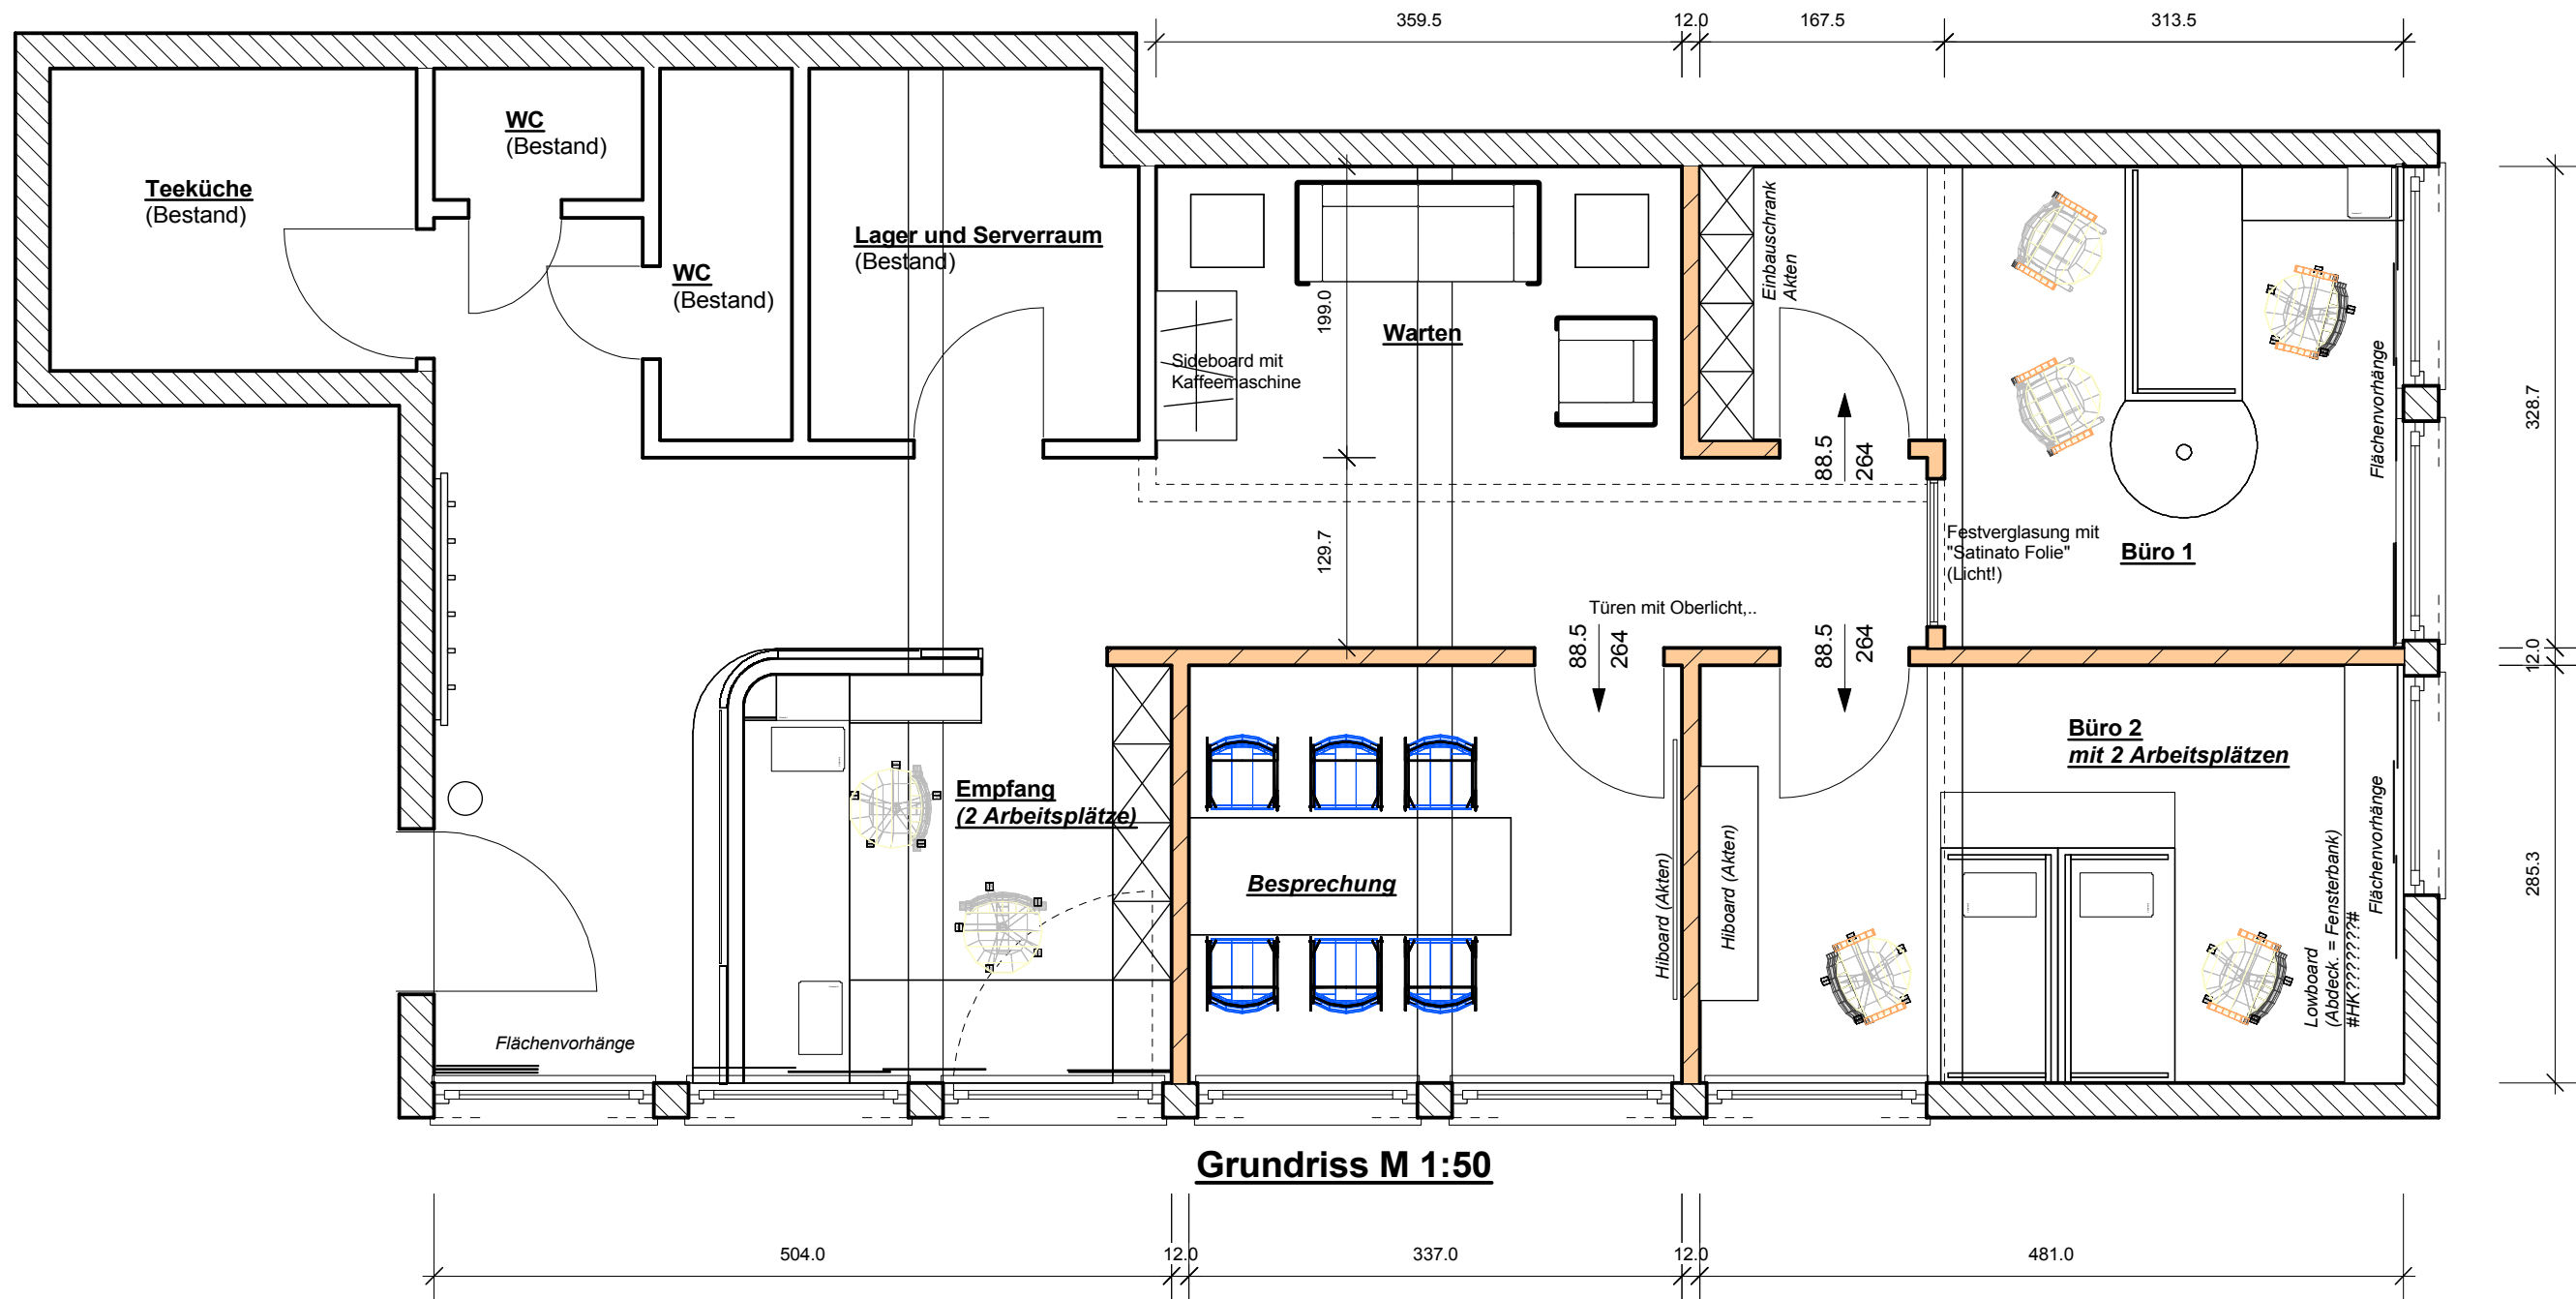 359.5
12.0
167.5
313.5
WC
(Bestand)
Teeküche
(Bestand)
WC
(Bestand)
Lager und Serverraum
(Bestand)
Sideboard mit
Kaffeemaschine
199.0
Warten
Einbauschrank
Akten
88.5
264
Flächenvorhänge
328.7
129.7
Festverglasung mit
"Satinato Folie"
(Licht!)
Büro 1
Türen mit Oberlicht,..
88.5
264
88.5
264
12.0
Empfang
(2 Arbeitsplätze)
Besprechung
Hiboard (Akten)
Hiboard (Akten)
Büro 2
mit 2 Arbeitsplätzen
Lowboard
(Abdeck. = Fensterbank)
#HK???????#
Flächenvorhänge
285.3
Flächenvorhänge
Grundriss M 1:50
504.0
12.0
337.0
12.0
481.0